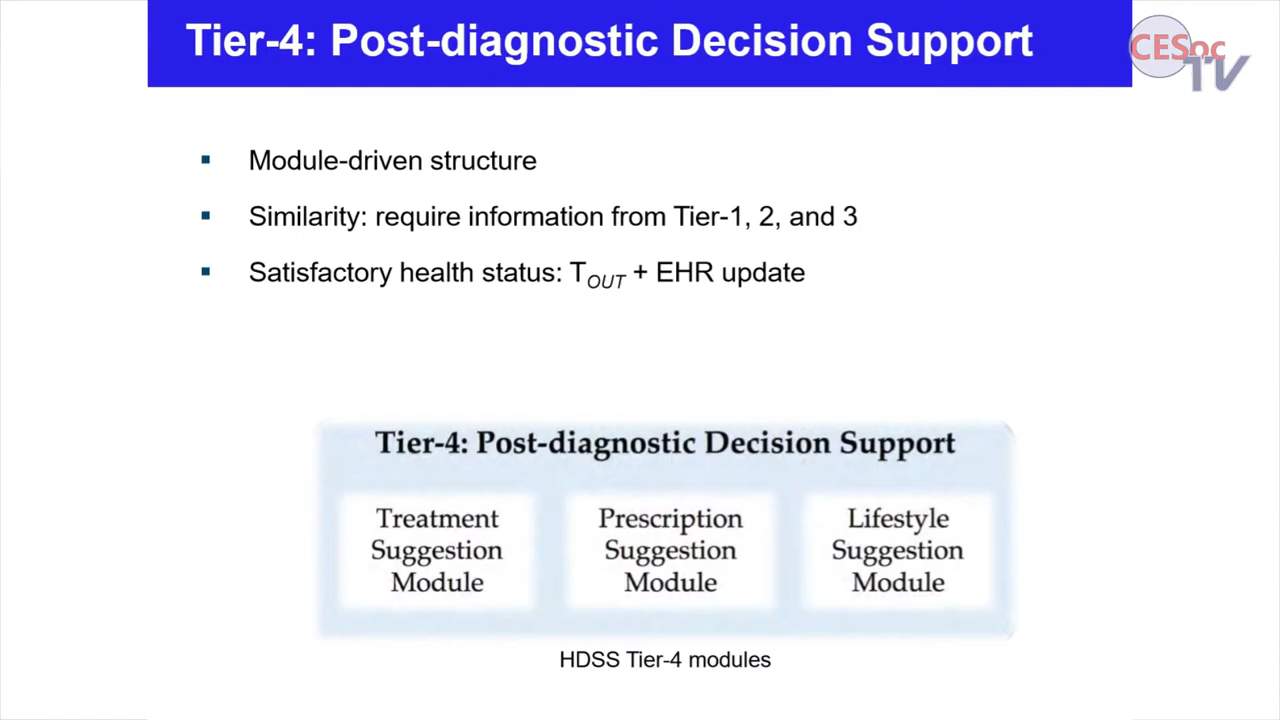 Tier-4: Post-diagnostic Decision Support
CESoc
TV
Module-driven structure
Similarity: require information from Tier-1, 2, and 3
Satisfactory health status: TOUT + EHR update
Tier-4: Post-diagnostic Decision Support
Treatment
Suggestion
Module
Prescription
Suggestion
Module
Lifestyle
Suggestion
Module
HDSS Tier-4 modules